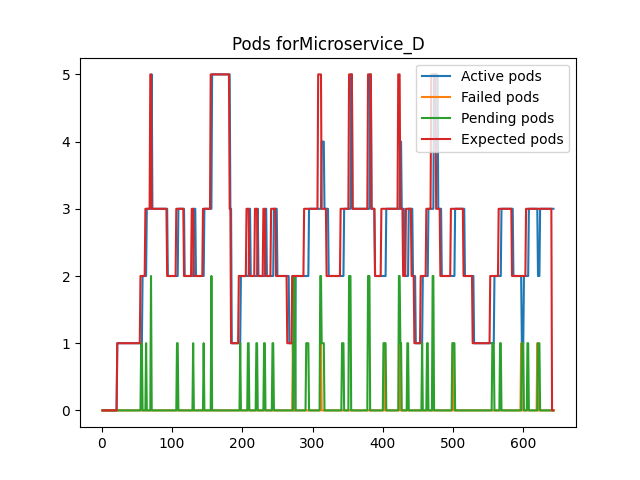 Pods forMicroservice_D
Active pods
Failed pods
Pending pods
Expected pods
5
4
3
2
1
0
0 100 200 300 400 500 600